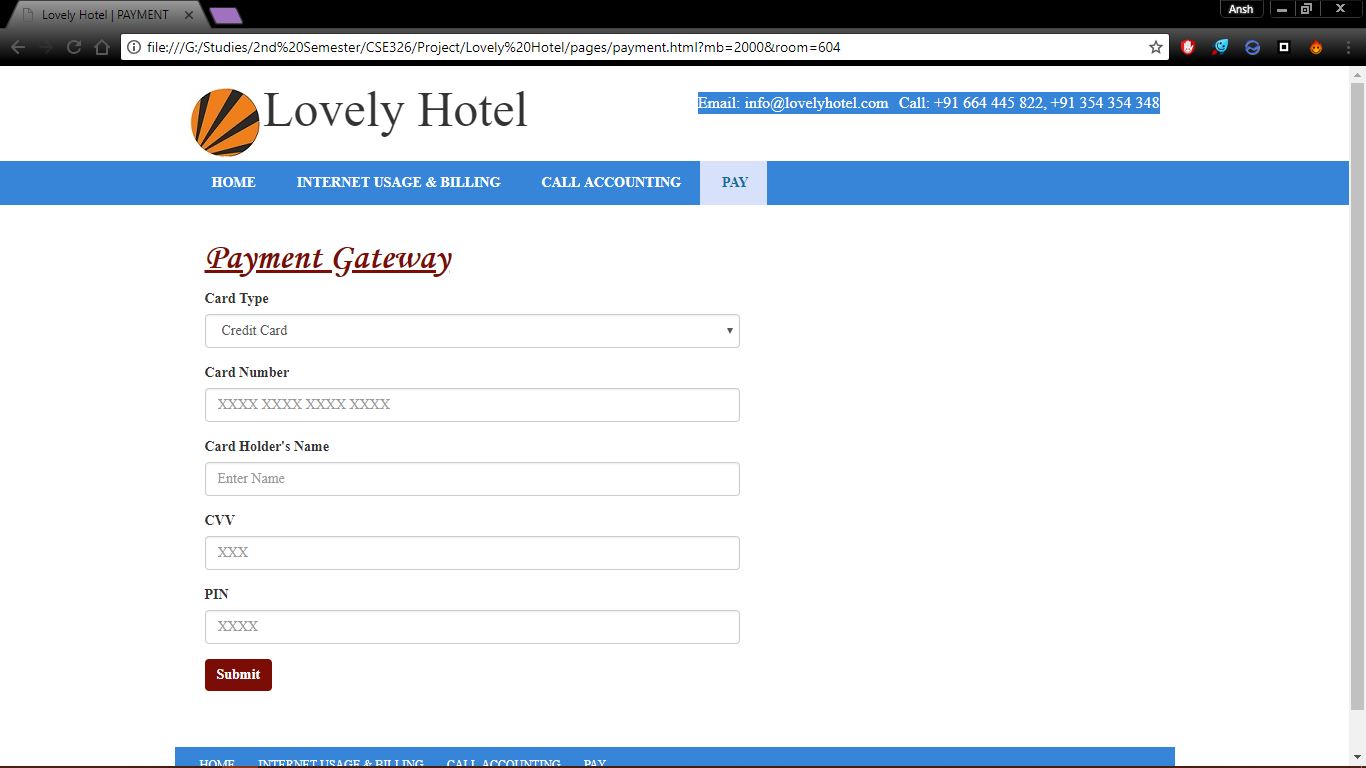 Lovely Hotel | PAYMENT
Ansh
file:///G:/Studies/2nd%20Semester/CSE326/Project/Lovely%20Hotel/pages/payment.html?mb=2000&room=604
Lovely Hotel
Email: info@lovelyhotel.com Call: +91 664 445 822, +91 354 354 348
HOME INTERNET USAGE & BILLING CALL ACCOUNTING PAY
Payment Gateway
Card Type
Credit Card
Card Number
XXXX XXXX XXXX XXXX
Card Holder's Name
Enter Name
CVV
XXX
PIN
XXXX
Submit
HOME INTERNET USAGE & BILLING CALL ACCOUNTING PAY